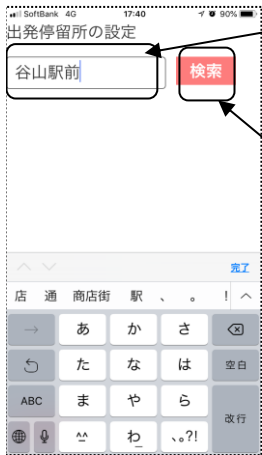 SoftBank 4G 17:40 90%
出発停留所の設定
谷山駅前 検索
完了
店 通 商店街 駅 、 。 !
→ あ か さ
た な は 空白
ABC ま や ら 改行
^^ わ_ 、。?!